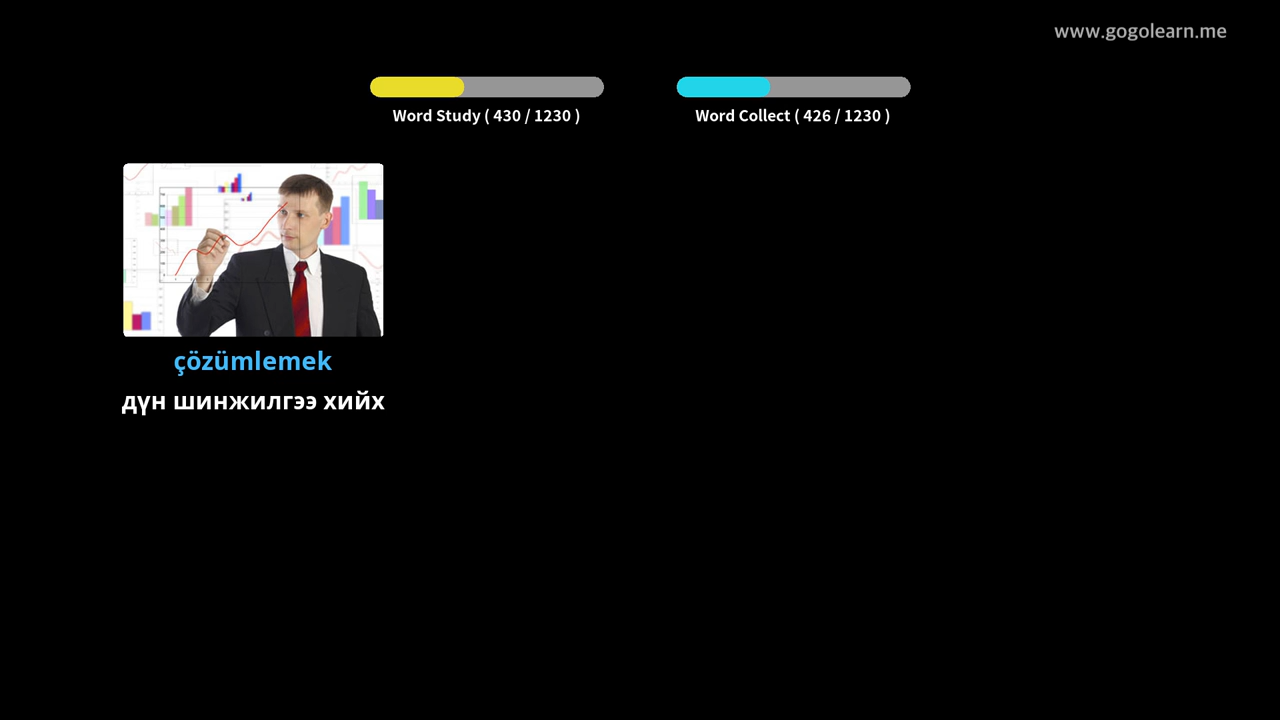 www.gogolearn.me
Word Study ( 430 / 1230 )
Word Collect ( 426 / 1230 )
çözümlemek
дүн шинжилгээ хийх